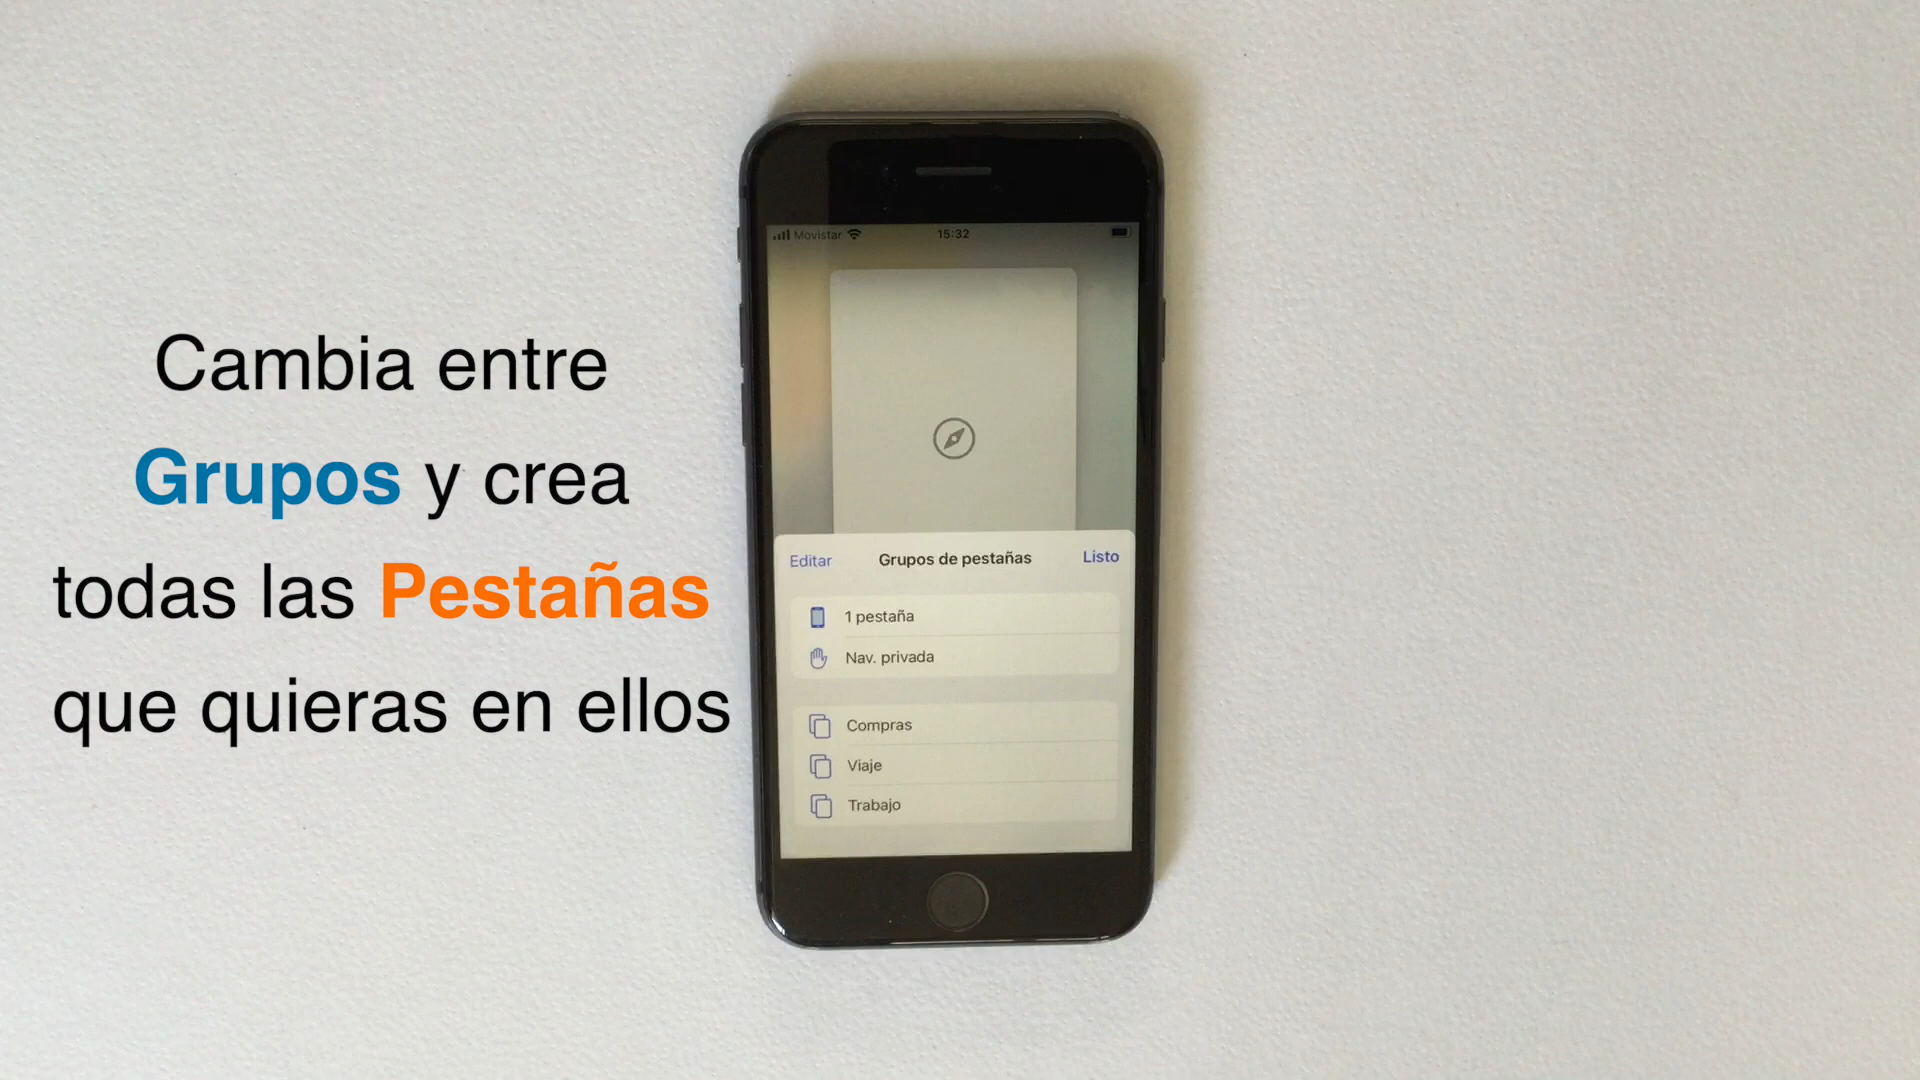 Cambia entre
Grupos y crea
todas las Pestañas
que quieras en ellos
Movistar 15:32
Editar Grupos de pestañas Listo
1 pestaña
Nav. privada
Compras
Viaje
Trabajo